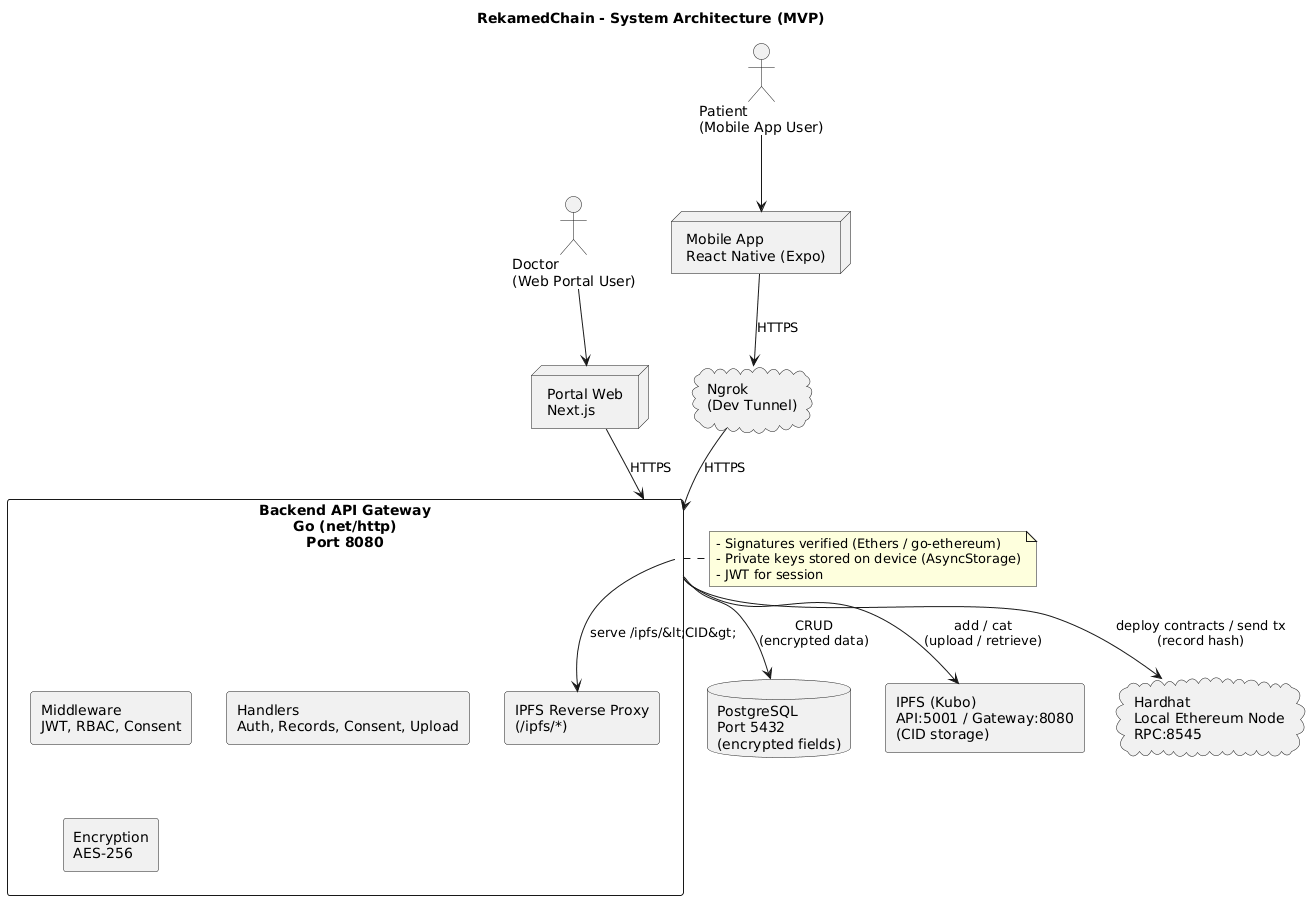 RekamedChain - System Architecture (MVP)
Patient
(Mobile App User)
Doctor
(Web Portal User)
Mobile App
React Native (Expo)
HTTPS
Portal Web
Next.js
Ngrok
(Dev Tunnel)
HTTPS
HTTPS
Backend API Gateway
Go (net/http)
Port 8080
- Signatures verified (Ethers / go-ethereum)
- Private keys stored on device (AsyncStorage)
- JWT for session
serve /ipfs/&lt;CID&gt;
CRUD
(encrypted data)
add / cat
(upload / retrieve)
deploy contracts / send tx
(record hash)
Middleware
JWT, RBAC, Consent
Handlers
Auth, Records, Consent, Upload
IPFS Reverse Proxy
(/ipfs/*)
PostgreSQL
Port 5432
(encrypted fields)
IPFS (Kubo)
API:5001 / Gateway:8080
(CID storage)
Hardhat
Local Ethereum Node
RPC:8545
Encryption
AES-256